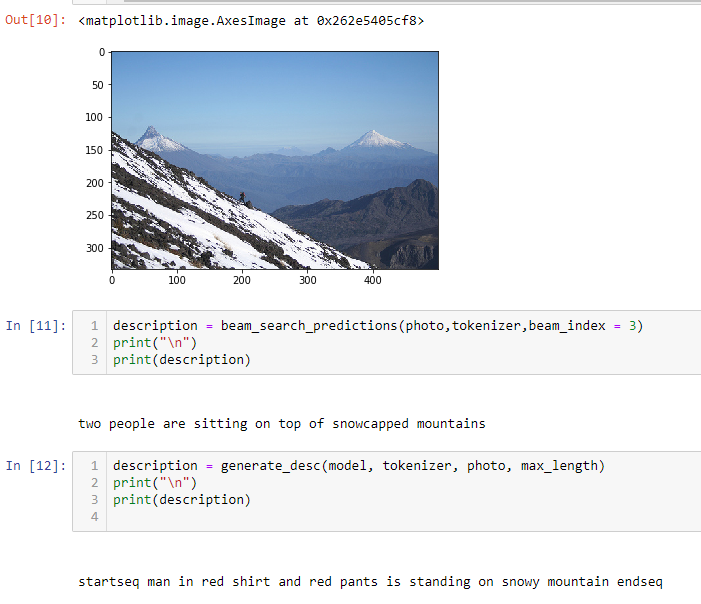 Out[10]: <matplotlib.image.AxesImage at 0x262e5405cf8>
0
50
100
150
200
250
300
0 100 200 300 400
In [11]: 1 description = beam_search_predictions(photo,tokenizer,beam_index = 3)
2 print("\n")
3 print(description)
two people are sitting on top of snowcapped mountains
In [12]: 1 description = generate_desc(model, tokenizer, photo, max_length)
2 print("\n")
3 print(description)
4
startseq man in red shirt and red pants is standing on snowy mountain endseq